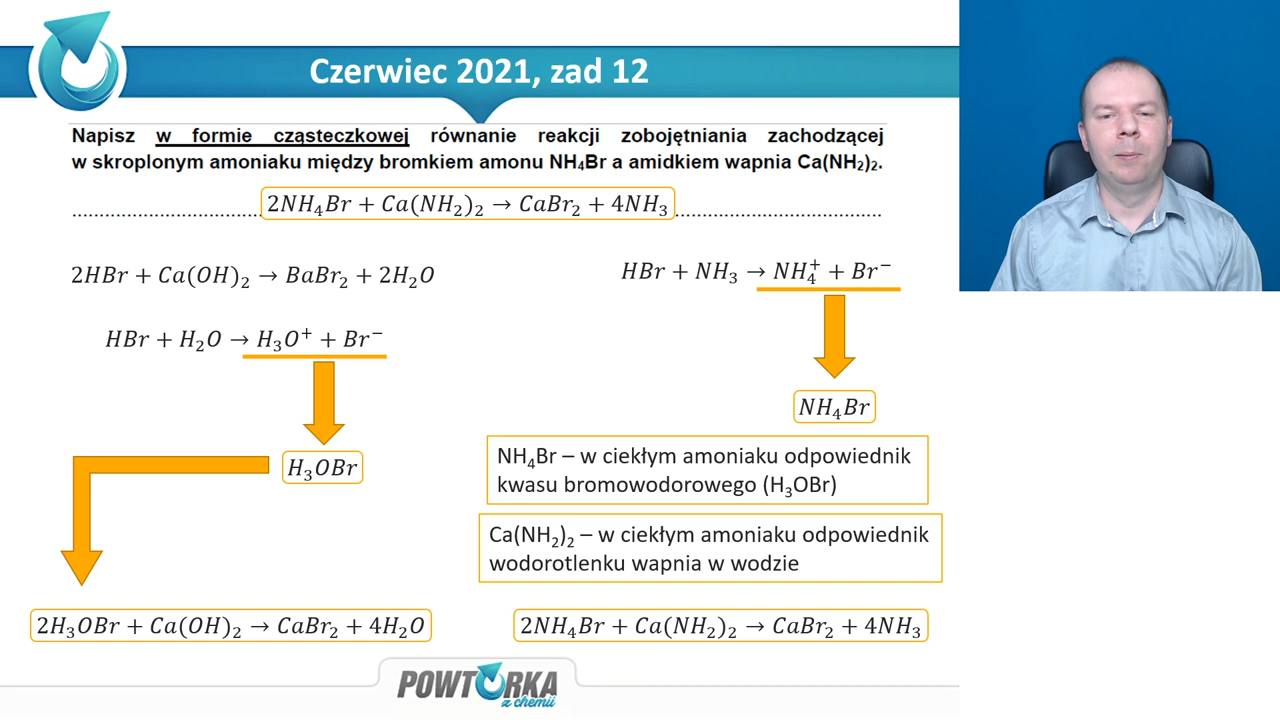 Czerwiec 2021, zad 12
Napisz w formie cząsteczkowej równanie reakcji zobojętniania zachodzącej
w skroplonym amoniaku między bromkiem amonu NH₄Br a amidkiem wapnia Ca(NH₂)₂.
2NH₄Br + Ca(NH₂)₂ → CaBr₂ + 4NH₃
2HBr + Ca(OH)₂ → BaBr₂ + 2H₂O
HBr + NH₃ → NH₄⁺ + Br⁻
HBr + H₂O → H₃O⁺ + Br⁻
NH₄Br
H₃OBr
NH₄Br – w ciekłym amoniaku odpowiednik
kwasu bromowodorowego (H₃OBr)
Ca(NH₂)₂ – w ciekłym amoniaku odpowiednik
wodorotlenku wapnia w wodzie
2H₃OBr + Ca(OH)₂ → CaBr₂ + 4H₂O
2NH₄Br + Ca(NH₂)₂ → CaBr₂ + 4NH₃
POWTÓRKA
z chemii